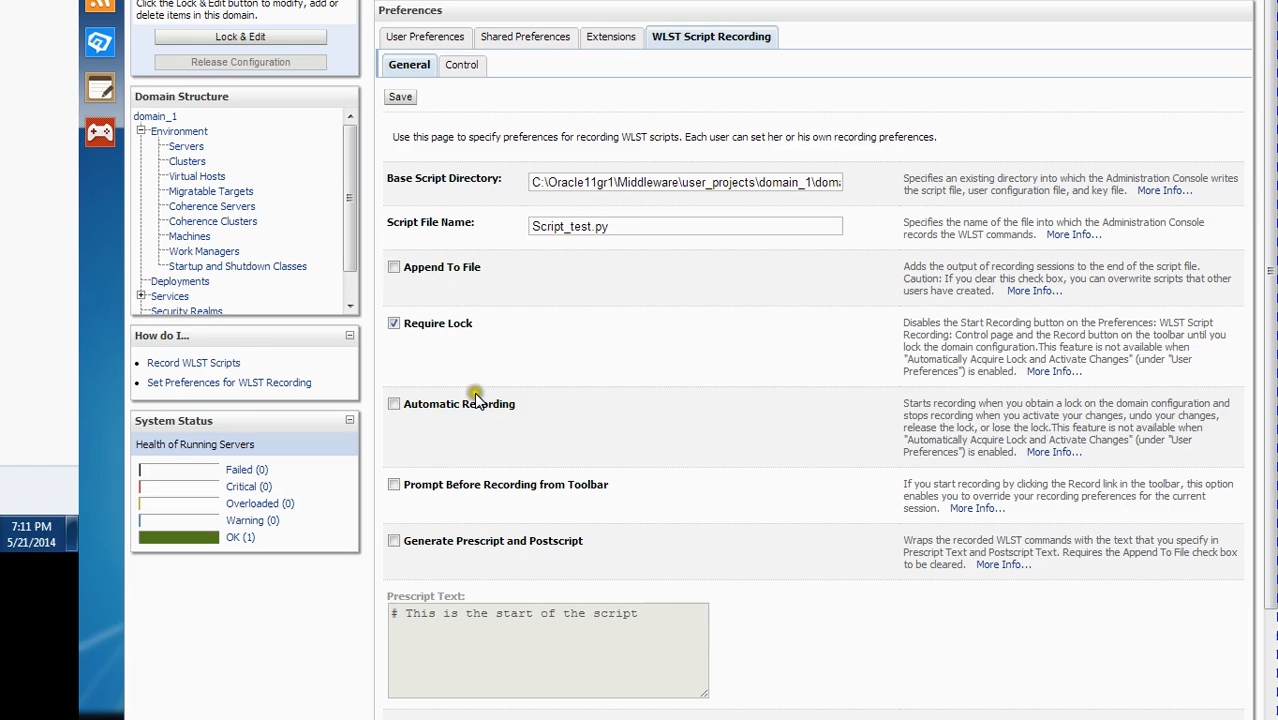 Click the Lock & Edit button to modify, add or
delete items in this domain.
Lock & Edit
Release Configuration
Domain Structure
domain_1
Environment
Servers
Clusters
Virtual Hosts
Migratable Targets
Coherence Servers
Coherence Clusters
Machines
Work Managers
Startup and Shutdown Classes
Deployments
Services
Security Realms
How do I...
Record WLST Scripts
Set Preferences for WLST Recording
System Status
Health of Running Servers
Failed (0)
Critical (0)
Overloaded (0)
Warning (0)
OK (1)
7:11 PM
5/21/2014
Preferences
User Preferences
Shared Preferences
Extensions
WLST Script Recording
General
Control
Save
Use this page to specify preferences for recording WLST scripts. Each user can set her or his own recording preferences.
Base Script Directory:
C:\Oracle11gr1\Middleware\user_projects\domain_1\doma
Specifies an existing directory into which the Administration Console
writes the script file, user configuration file, and key file. More Info...
Script File Name:
Script_test.py
Specifies the name of the file into which the Administration Console
records the WLST commands. More Info...
Append To File
Adds the output of recording sessions to the end of the script file.
Caution: If you clear this check box, you can overwrite scripts that other
users have created. More Info...
Require Lock
Disables the Start Recording button on the Preferences: WLST Script
Recording: Control page and the Record button on the toolbar until you
lock the domain configuration.This feature is not available when
"Automatically Acquire Lock and Activate Changes" (under "User
Preferences") is enabled. More Info...
Automatic Recording
Starts recording when you obtain a lock on the domain configuration and
stops recording when you activate your changes, undo your changes,
release the lock, or lose the lock.This feature is not available when
"Automatically Acquire Lock and Activate Changes" (under "User
Preferences") is enabled. More Info...
Prompt Before Recording from Toolbar
If you start recording by clicking the Record link in the toolbar, this option
enables you to override your recording preferences for the current
session. More Info...
Generate Prescript and Postscript
Wraps the recorded WLST commands with the text that you specify in
Prescript Text and Postscript Text. Requires the Append To File check box
to be cleared. More Info...
Prescript Text:
# This is the start of the script